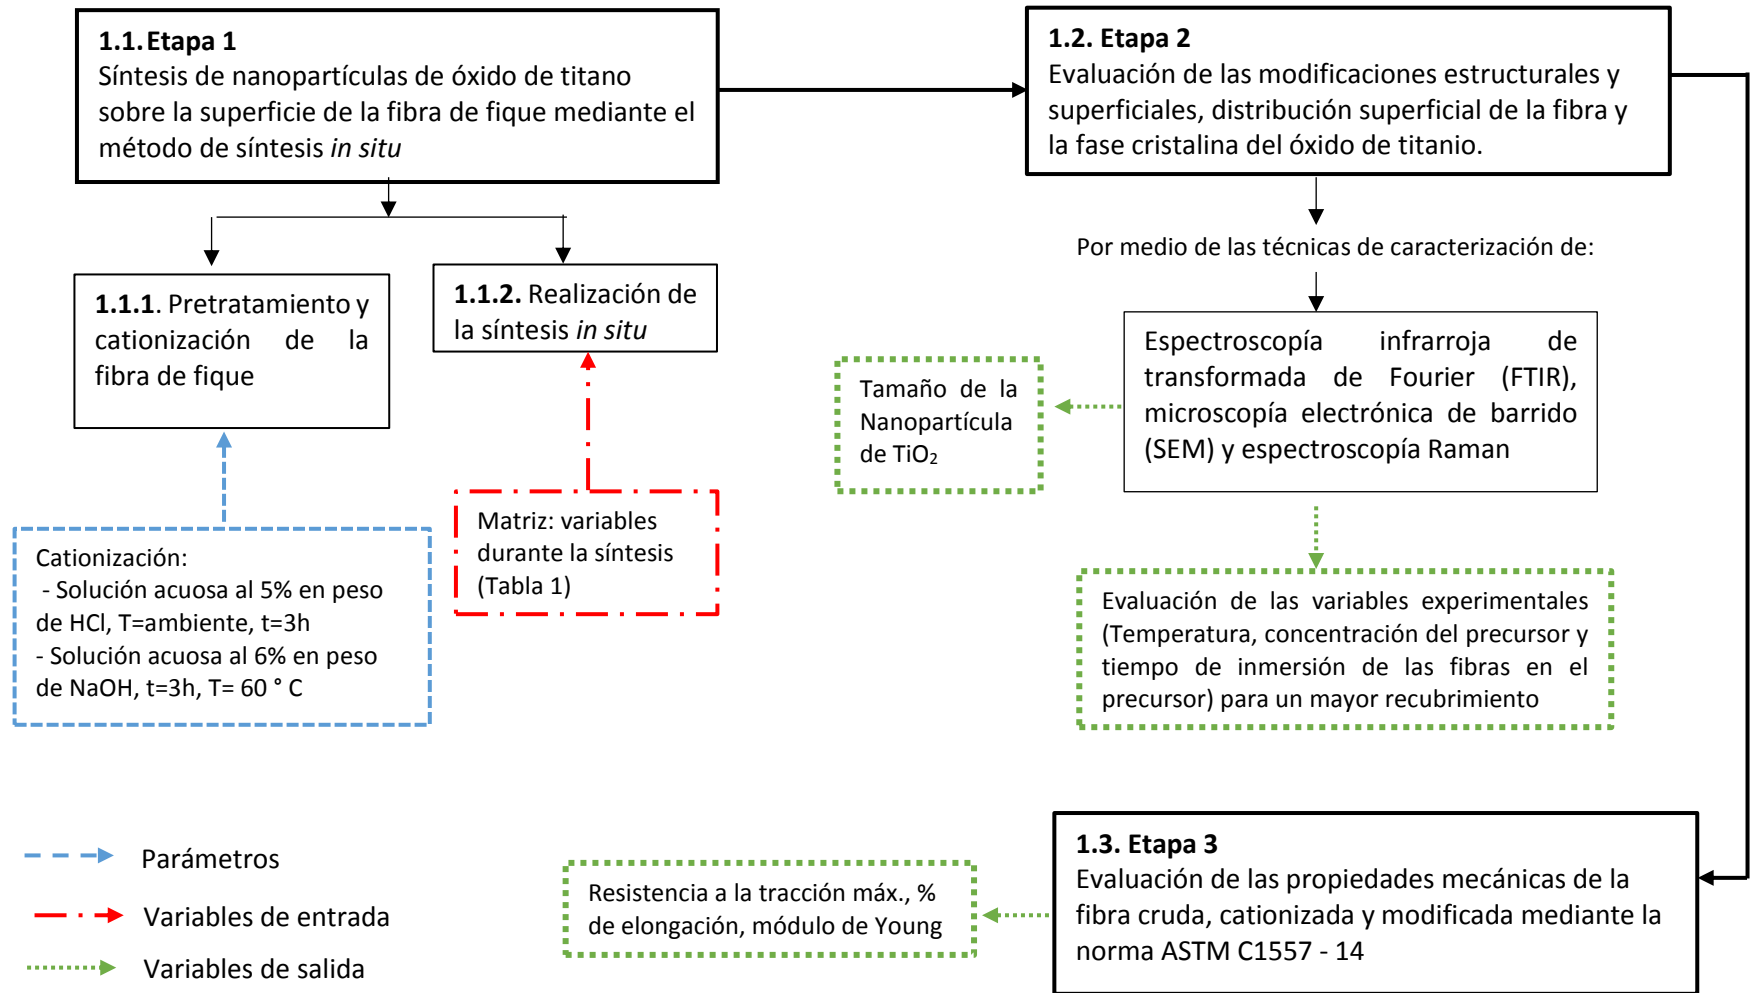 1.1. Etapa 1
Síntesis de nanopartículas de óxido de titano
sobre la superficie de la fibra de fique mediante el
método de síntesis in situ
1.2. Etapa 2
Evaluación de las modificaciones estructurales y
superficiales, distribución superficial de la fibra y
la fase cristalina del óxido de titanio.
1.1.1. Pretratamiento y
cationización de la
fibra de fique
1.1.2. Realización de
la síntesis in situ
Por medio de las técnicas de caracterización de:
Espectroscopía infrarroja de
transformada de Fourier (FTIR),
microscopía electrónica de barrido
(SEM) y espectroscopía Raman
Tamaño de la
Nanopartícula
de TiO₂
Cationización:
- Solución acuosa al 5% en peso
de HCl, T=ambiente, t=3h
- Solución acuosa al 6% en peso
de NaOH, t=3h, T= 60 ° C
Matriz: variables
durante la síntesis
(Tabla 1)
Evaluación de las variables experimentales
(Temperatura, concentración del precursor y
tiempo de inmersión de las fibras en el
precursor) para un mayor recubrimiento
Parámetros
Variables de entrada
Variables de salida
Resistencia a la tracción máx., %
de elongación, módulo de Young
1.3. Etapa 3
Evaluación de las propiedades mecánicas de la
fibra cruda, cationizada y modificada mediante la
norma ASTM C1557 - 14